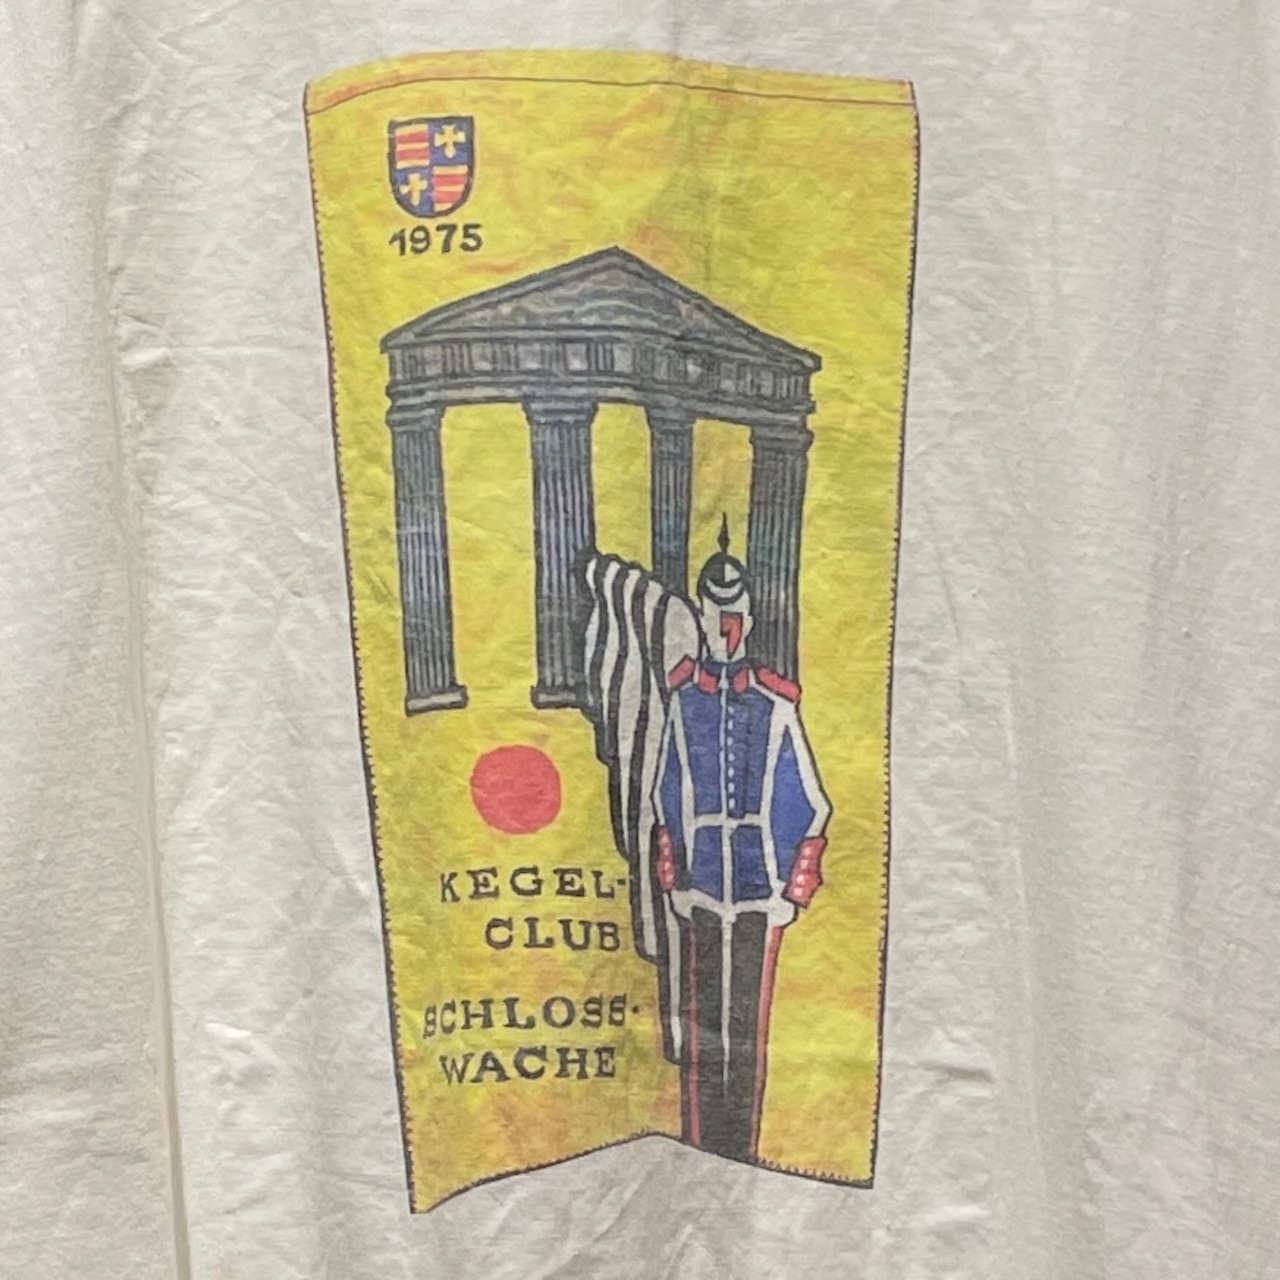 1975
KEGEL-
CLUB
SCHLOSS-
WACHE